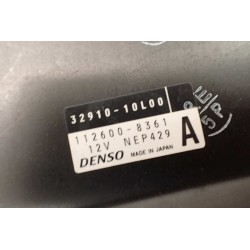 32910-10L00
112600-8361
12V NEP429 A
DENSO MADE IN JAPAN